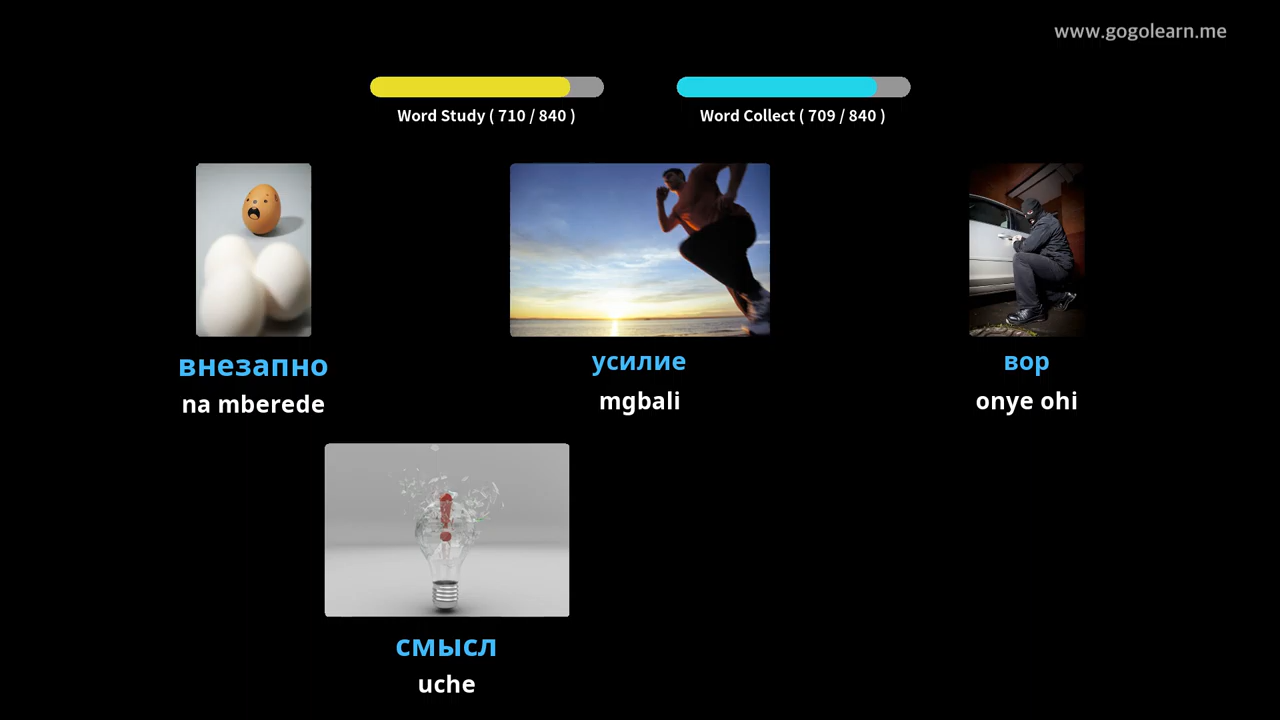 www.gogolearn.me
Word Study ( 710 / 840 )
Word Collect ( 709 / 840 )
внезапно
na mberede
усилие
mgbali
вор
onye ohi
смысл
uche